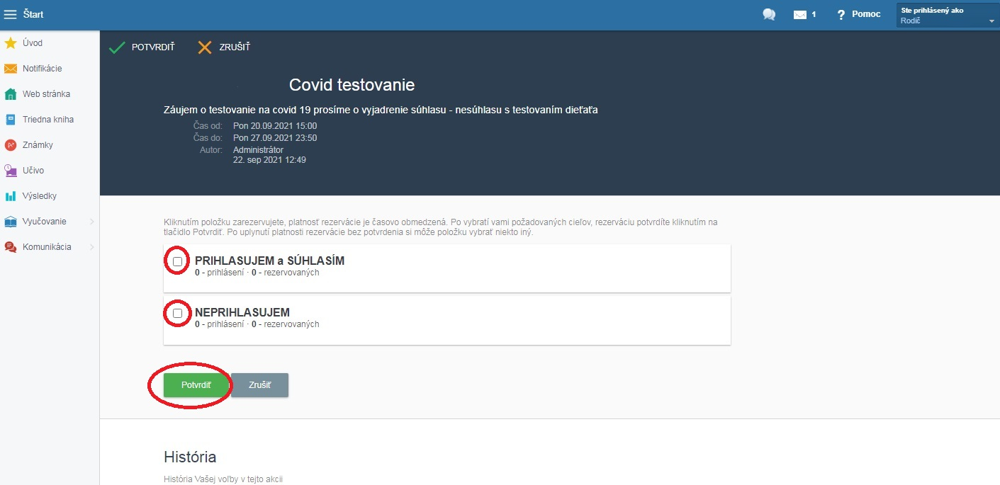 Štart
1
Pomoc
Ste prihlásený ako
Rodič
Úvod
Notifikácie
Web stránka
Triedna kniha
Známky
Učivo
Výsledky
Vyučovanie
Komunikácia
POTVRDIŤ
ZRUŠIŤ
Covid testovanie
Záujem o testovanie na covid 19 prosíme o vyjadrenie súhlasu - nesúhlasu s testovaním dieťaťa
Čas od: Pon 20.09.2021 15:00
Čas do: Pon 27.09.2021 23:50
Autor: Administrátor
22. sep 2021 12:49
Kliknutím položku zarezervujete, platnosť rezervácie je časovo obmedzená. Po vybratí vami požadovaných cieľov, rezerváciu potvrdíte kliknutím na
tlačidlo Potvrdiť. Po uplynutí platnosti rezervácie bez potvrdenia si môže položku vybrať niekto iný.
PRIHLASUJEM a SÚHLASÍM
0 - prihlásení · 0 - rezervovaných
NEPRIHLASUJEM
0 - prihlásení · 0 - rezervovaných
Potvrdiť
Zrušiť
História
História Vašej voľby v tejto akcii